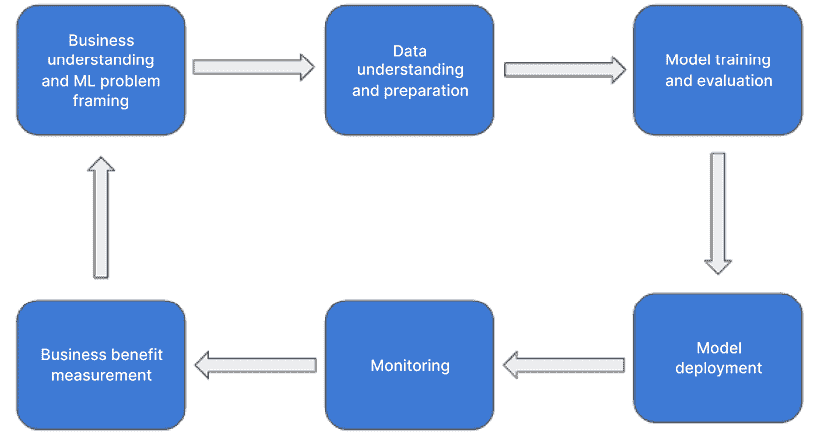 Business
understanding
and ML problem
framing
Data
understanding
and preparation
Model training
and evaluation
Business benefit
measurement
Monitoring
Model
deployment